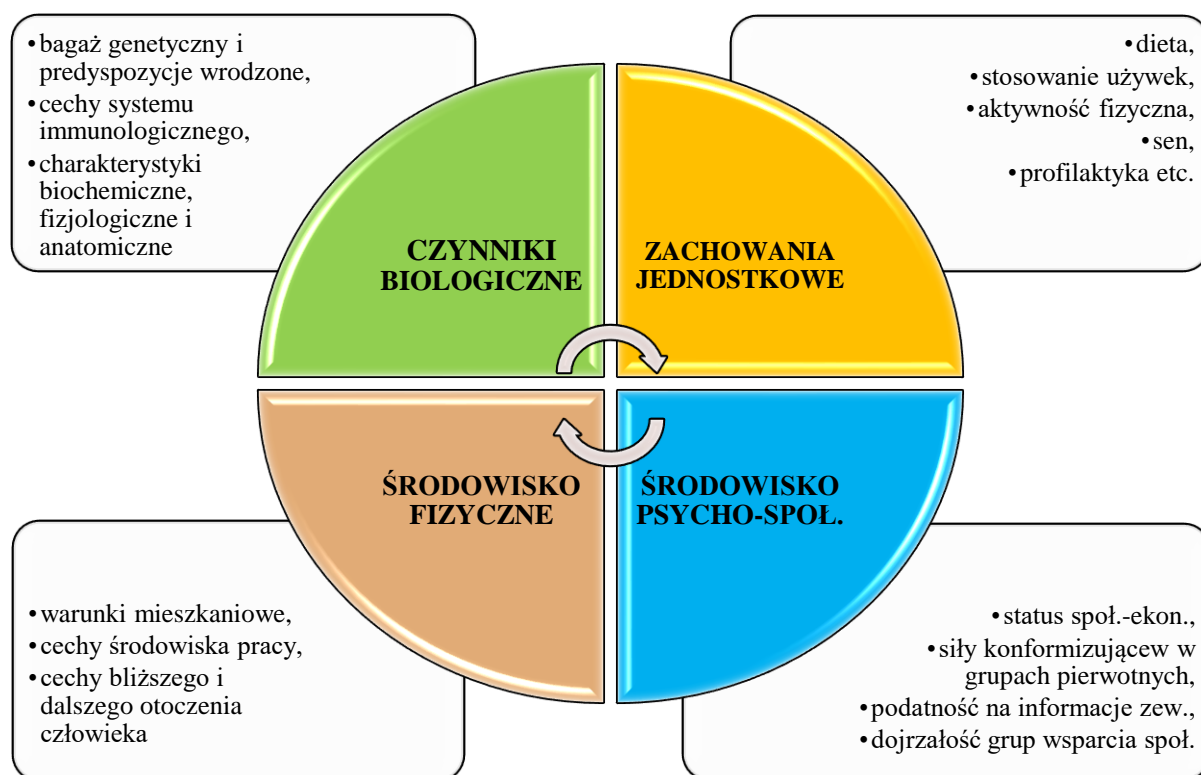 •bagaż genetyczny i
predyspozycje wrodzone,
•cechy systemu
immunologicznego,
•charakterystyki
biochemiczne,
fizjologiczne i
anatomiczne
•dieta,
•stosowanie używek,
•aktywność fizyczna,
•sen,
•profilaktyka etc.
CZYNNIKI
BIOLOGICZNE
ZACHOWANIA
JEDNOSTKOWE
ŚRODOWISKO
FIZYCZNE
ŚRODOWISKO
PSYCHO-SPOŁ.
•warunki mieszkaniowe,
•cechy środowiska pracy,
•cechy bliższego i
dalszego otoczenia
człowieka
•status społ.-ekon.,
•siły konformizującew w
grupach pierwotnych,
•podatność na informacje zew.,
•dojrzałość grup wsparcia społ.